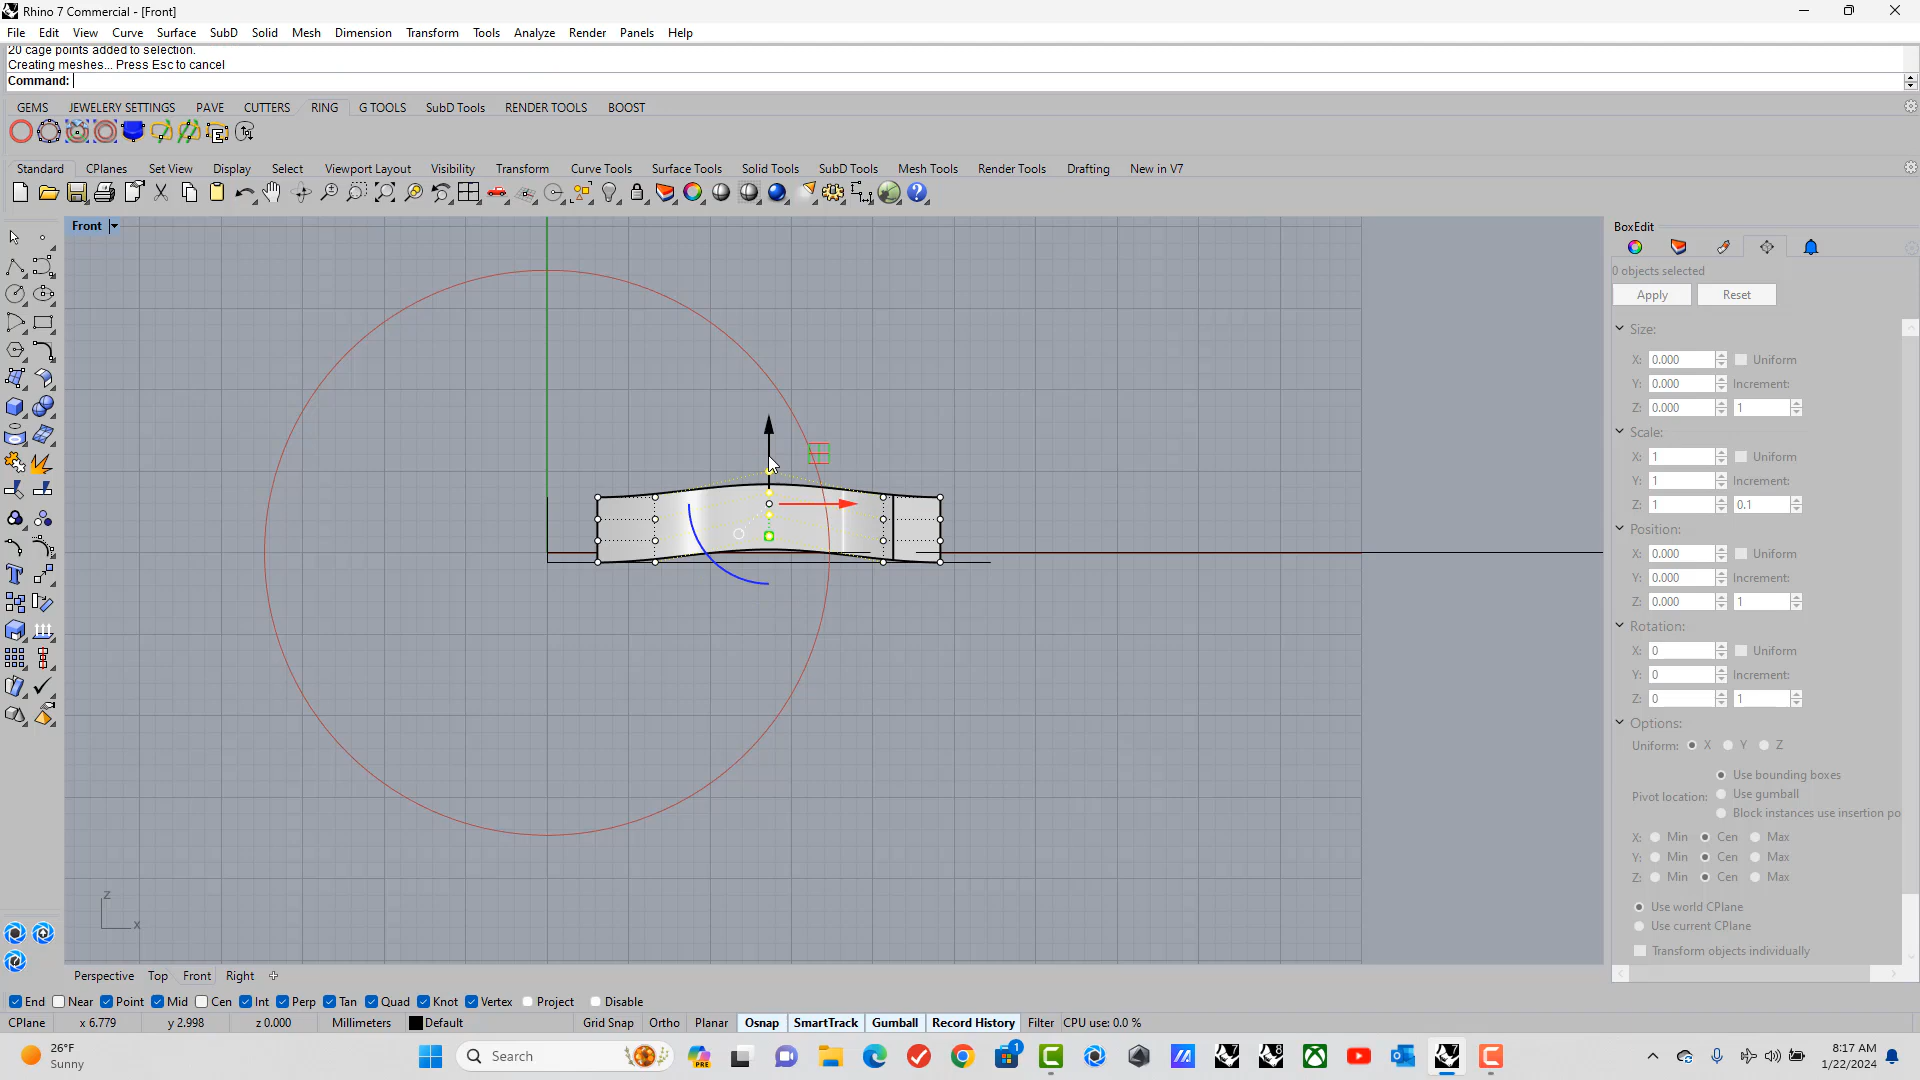 Rhino 7 Commercial - [Front]
File Edit View Curve Surface SubD Solid Mesh Dimension Transform Tools Analyze Render Panels Help
20 cage points added to selection.
Creating meshes... Press Esc to cancel
Command:
GEMS JEWELERY SETTINGS PAVE CUTTERS RING G TOOLS SubD Tools RENDER TOOLS BOOST
Standard CPlanes Set View Display Select Viewport Layout Visibility Transform Curve Tools Surface Tools Solid Tools SubD Tools Mesh Tools Render Tools Drafting New in V7
Front
BoxEdit
0 objects selected
Apply Reset
Size:
X: 0.000 Uniform
Y: 0.000 Increment:
Z: 0.000 1
Scale:
X: 1 Uniform
Y: 1 Increment:
Z: 1 0.1
Position:
X: 0.000 Uniform
Y: 0.000 Increment:
Z: 0.000 1
Rotation:
X: 0 Uniform
Y: 0 Increment:
Z: 0 1
Options:
Uniform: X Y Z
Use bounding boxes
Pivot location: Use gumball
Block instances use insertion po
X: Min Cen Max
Y: Min Cen Max
Z: Min Cen Max
Use world CPlane
Use current CPlane
Transform objects individually
z
x
Perspective Top Front Right
End Near Point Mid Cen Int Perp Tan Quad Knot Vertex Project Disable
CPlane x 6.779 y 2.998 z 0.000 Millimeters Default Grid Snap Ortho Planar Osnap SmartTrack Gumball Record History Filter CPU use: 0.0 %
26°F
Sunny
Search
PRE
1
7
8
8:17 AM
1/22/2024